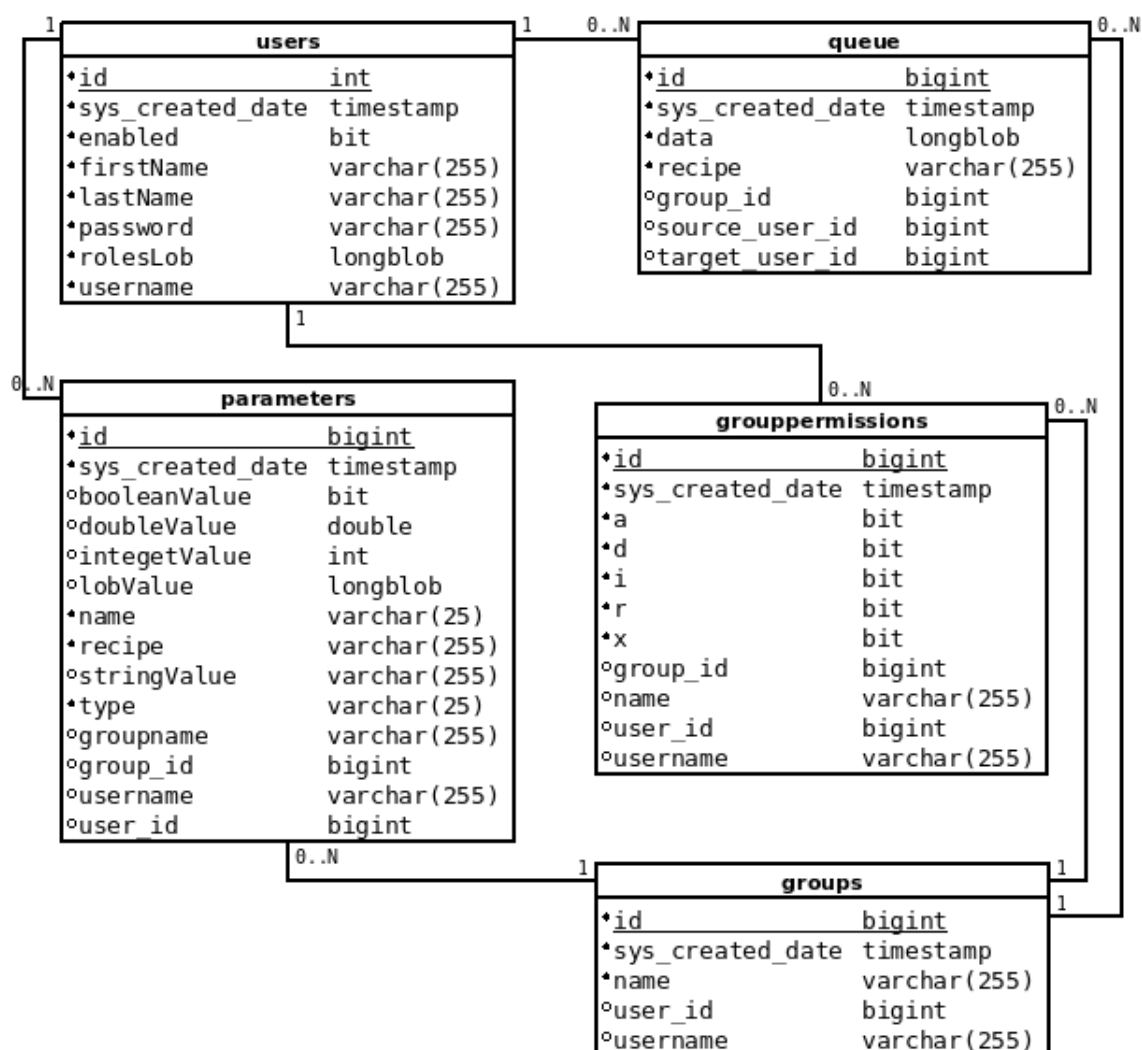 1
users
id int
sys_created_date timestamp
enabled bit
firstName varchar(255)
lastName varchar(255)
password varchar(255)
rolesLob longblob
username varchar(255)
1
0..N
queue
0..N
id bigint
sys_created_date timestamp
data longblob
recipe varchar(255)
group_id bigint
source_user_id bigint
target_user_id bigint
1
0..N
0..N
parameters
id bigint
sys_created_date timestamp
booleanValue bit
doubleValue double
integetValue int
lobValue longblob
name varchar(25)
recipe varchar(255)
stringValue varchar(255)
type varchar(25)
groupname varchar(255)
group_id bigint
username varchar(255)
user_id bigint
0..N
grouppermissions
0..N
id bigint
sys_created_date timestamp
a bit
d bit
i bit
r bit
x bit
group_id bigint
name varchar(255)
user_id bigint
username varchar(255)
1
groups
1
1
id bigint
sys_created_date timestamp
name varchar(255)
user_id bigint
username varchar(255)